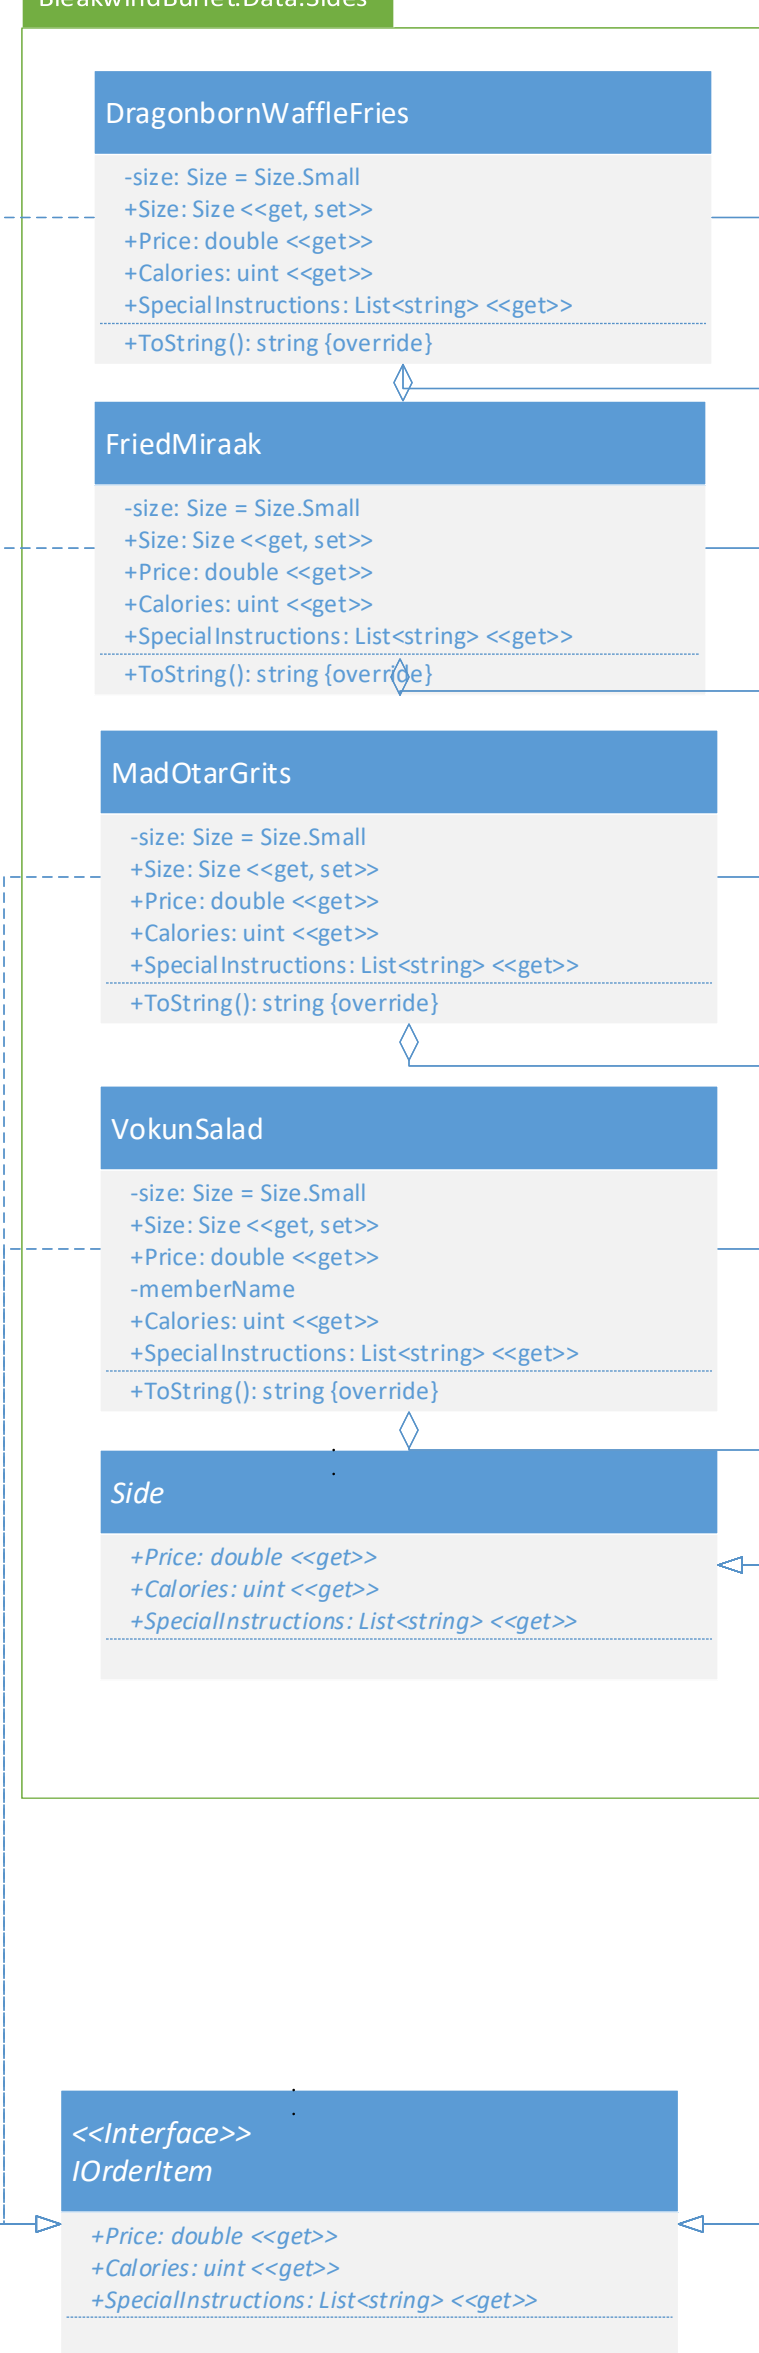 BleakwindBuffet.Data.Sides
DragonbornWaffleFries
-size: Size = Size.Small
+Size: Size <<get, set>>
+Price: double <<get>>
+Calories: uint <<get>>
+SpecialInstructions: List<string> <<get>>
+ToString(): string {override}
FriedMiraak
-size: Size = Size.Small
+Size: Size <<get, set>>
+Price: double <<get>>
+Calories: uint <<get>>
+SpecialInstructions: List<string> <<get>>
+ToString(): string {override}
MadOtarGrits
-size: Size = Size.Small
+Size: Size <<get, set>>
+Price: double <<get>>
+Calories: uint <<get>>
+SpecialInstructions: List<string> <<get>>
+ToString(): string {override}
VokunSalad
-size: Size = Size.Small
+Size: Size <<get, set>>
+Price: double <<get>>
-memberName
+Calories: uint <<get>>
+SpecialInstructions: List<string> <<get>>
+ToString(): string {override}
Side
+Price: double <<get>>
+Calories: uint <<get>>
+SpecialInstructions: List<string> <<get>>
<<Interface>>
IOrderItem
+Price: double <<get>>
+Calories: uint <<get>>
+SpecialInstructions: List<string> <<get>>